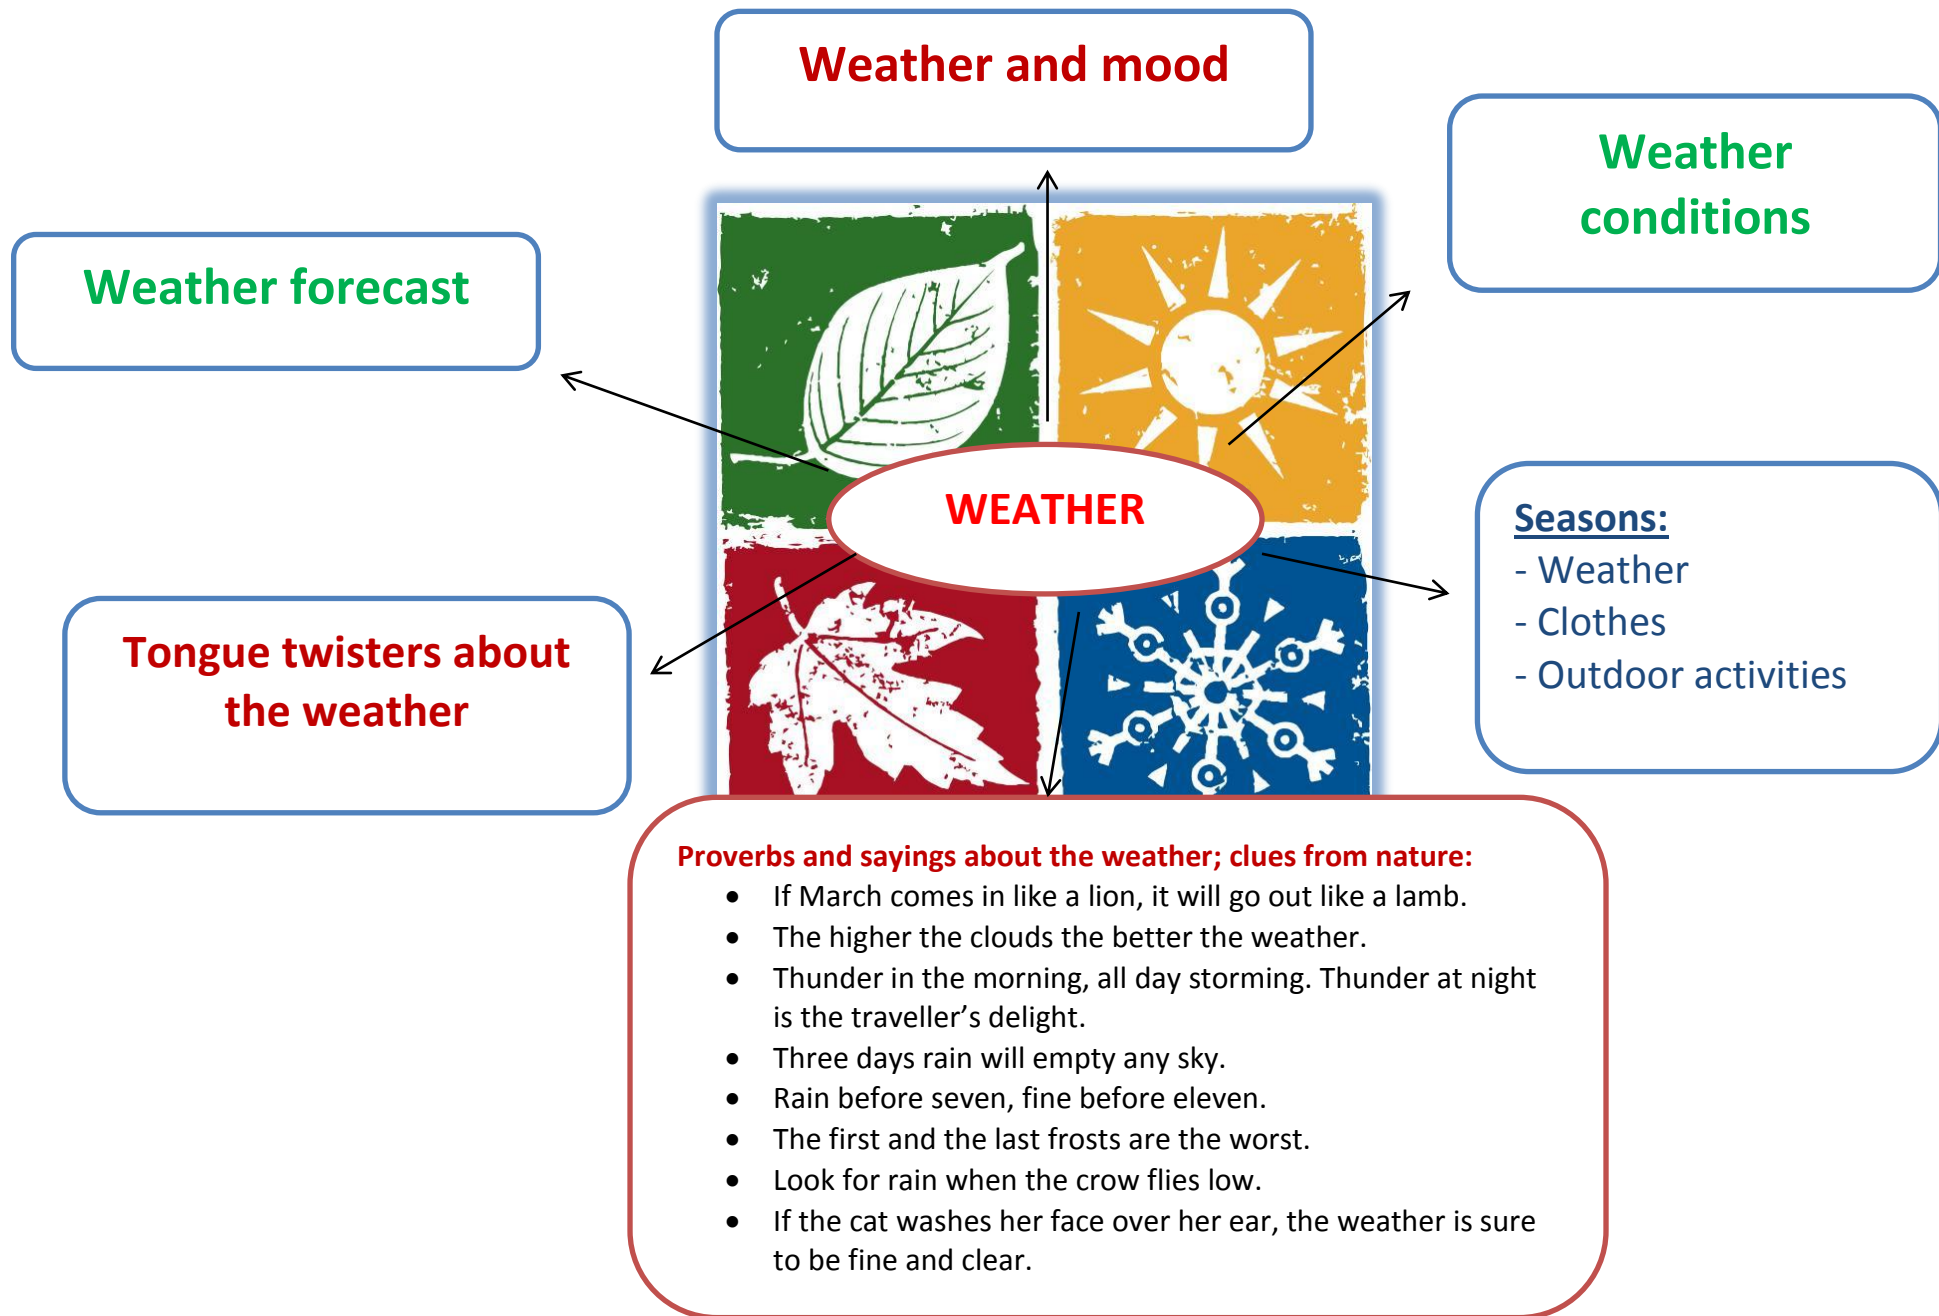 Weather and mood
Weather
conditions
Weather forecast
WEATHER
Seasons:
- Weather
- Clothes
- Outdoor activities
Tongue twisters about
the weather
Proverbs and sayings about the weather; clues from nature:
• If March comes in like a lion, it will go out like a lamb.
• The higher the clouds the better the weather.
• Thunder in the morning, all day storming. Thunder at night
is the traveller’s delight.
• Three days rain will empty any sky.
• Rain before seven, fine before eleven.
• The first and the last frosts are the worst.
• Look for rain when the crow flies low.
• If the cat washes her face over her ear, the weather is sure
to be fine and clear.